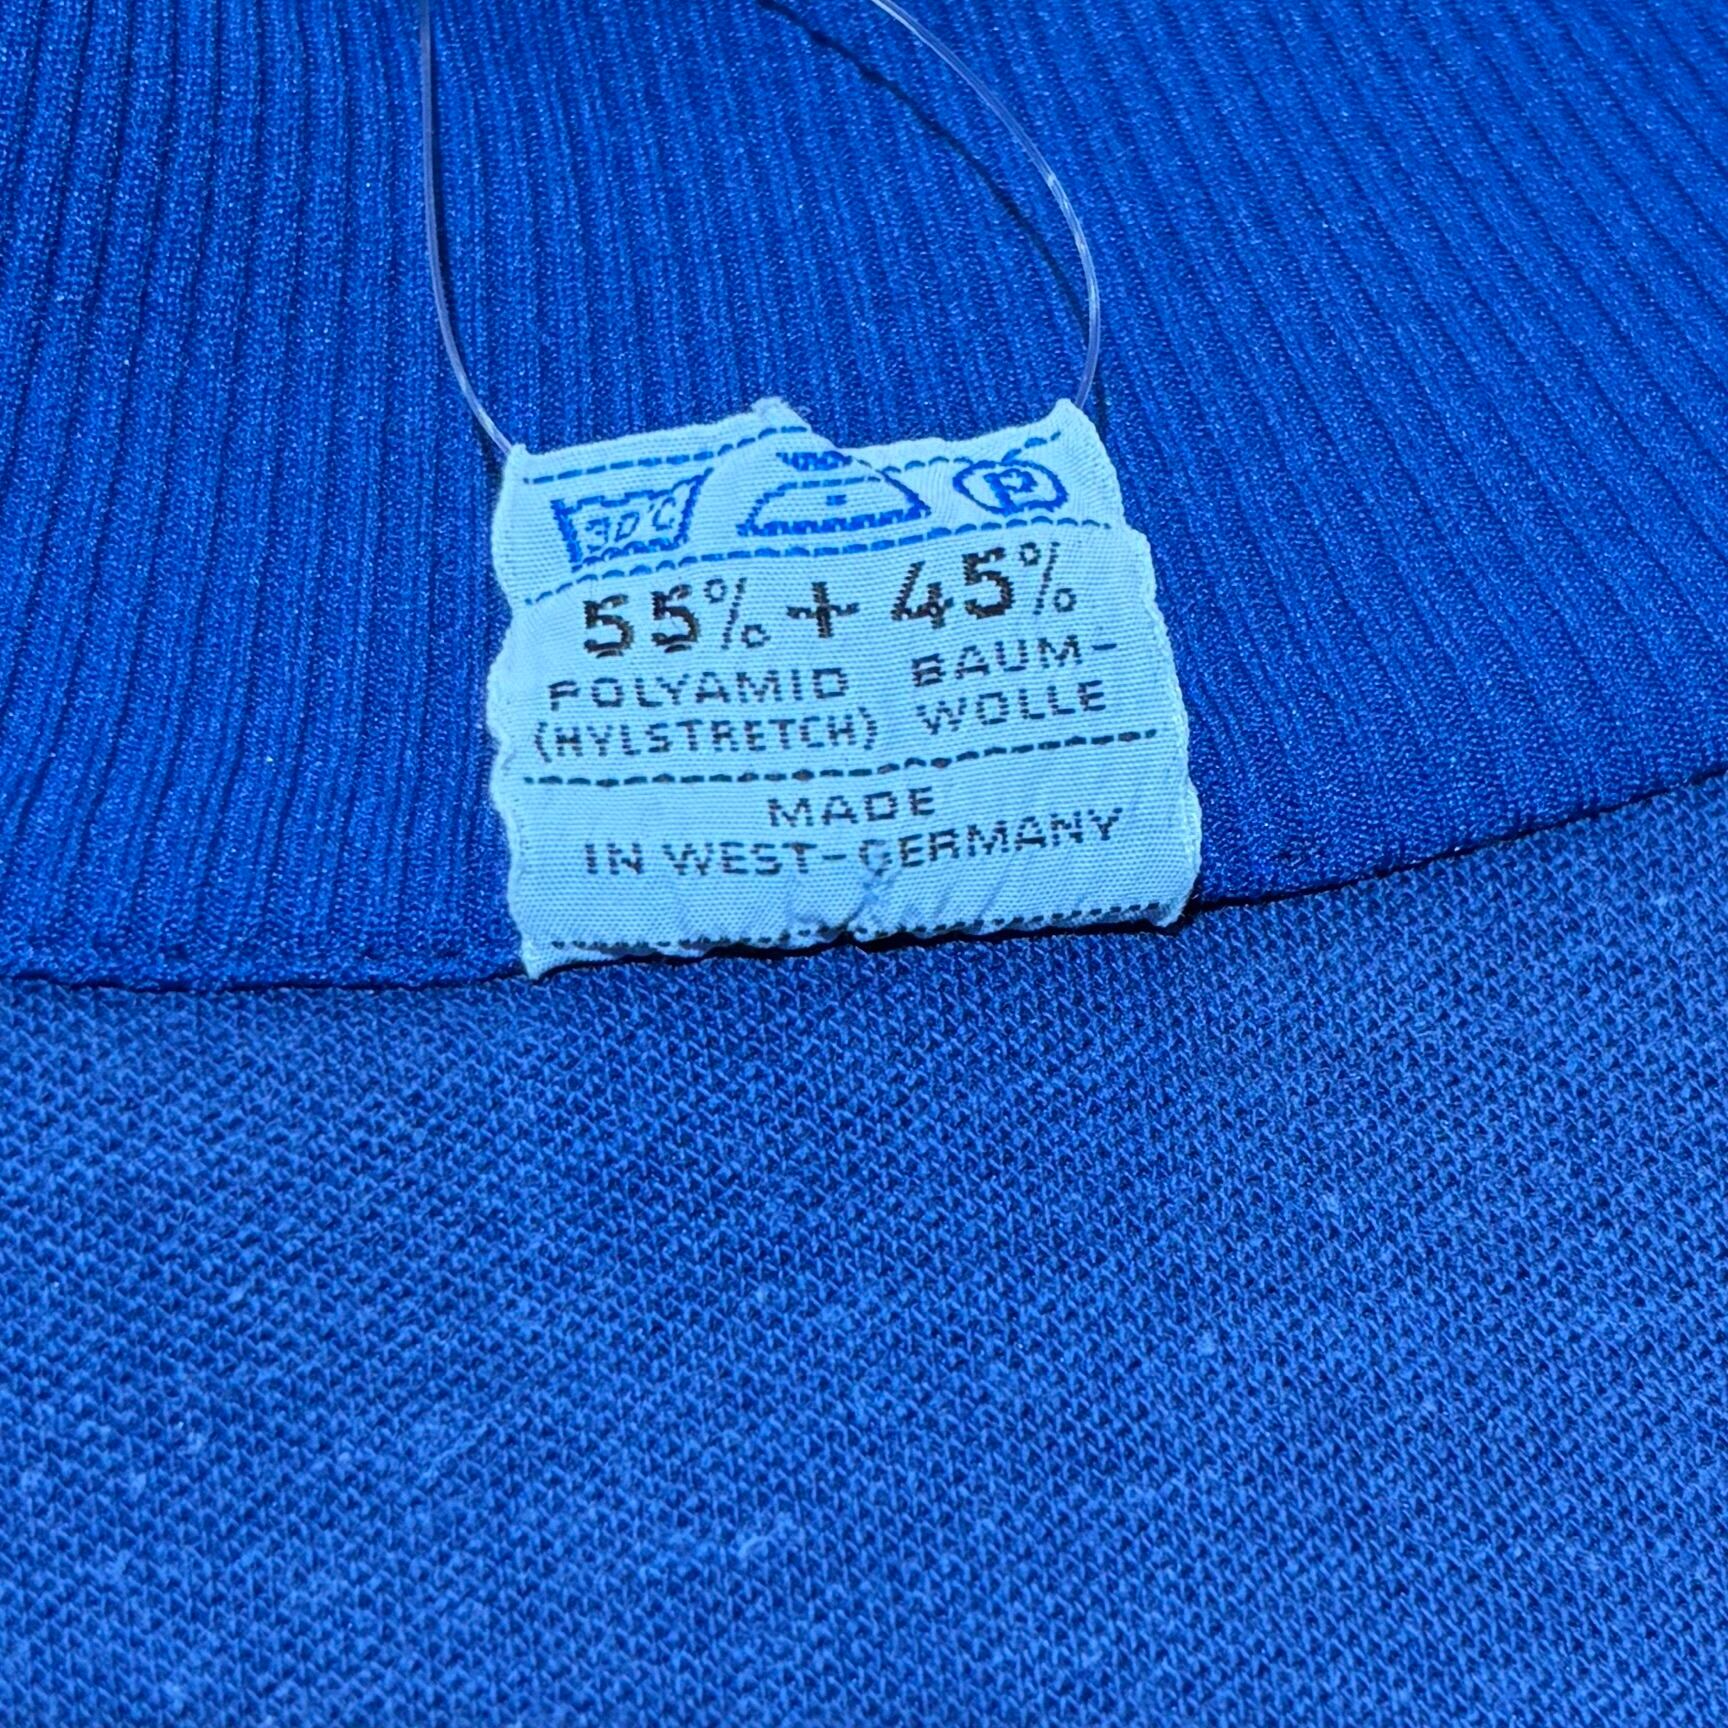 30°C P
55% + 45%
POLYAMID BAUM-
(HYLSTRETCH) WOLLE
MADE
IN WEST-GERMANY